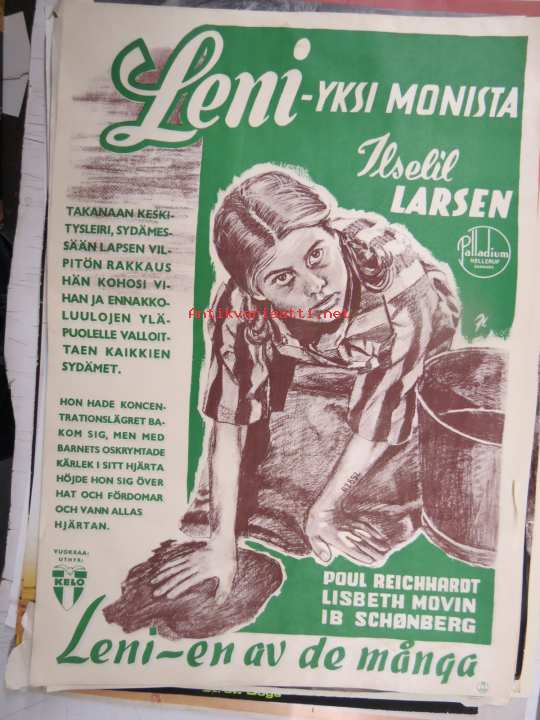 Leni - YKSI MONISTA
Ilselil
LARSEN
Palladium
HELLERUP
DANMARK
TAKANAAN KESKI-
TYSLEIRI, SYDÄMES-
SÄÄN LAPSEN VIL-
PITÖN RAKKAUS
HÄN KOHOSI VI-
HAN JA ENNAKKO-
LUULOJEN YLÄ-
PUOLELLE VALLOIT-
TAEN KAIKKIEN
SYDÄMET.
Antikvariaatti.net
HON HADE KONCEN-
TRATIONSLÄGRET BA-
KOM SIG, MEN MED
BARNETS OSKRYMTADE
KÄRLEK I SITT HJÄRTA
HÖJDE HON SIG ÖVER
HAT OCH FÖRDOMAR
OCH VANN ALLAS
HJÄRTAN.
VUOKRAA:
UTHYR:
KELO
POUL REICHHARDT
LISBETH MOVIN
IB SCHØNBERG
Leni - en av de många